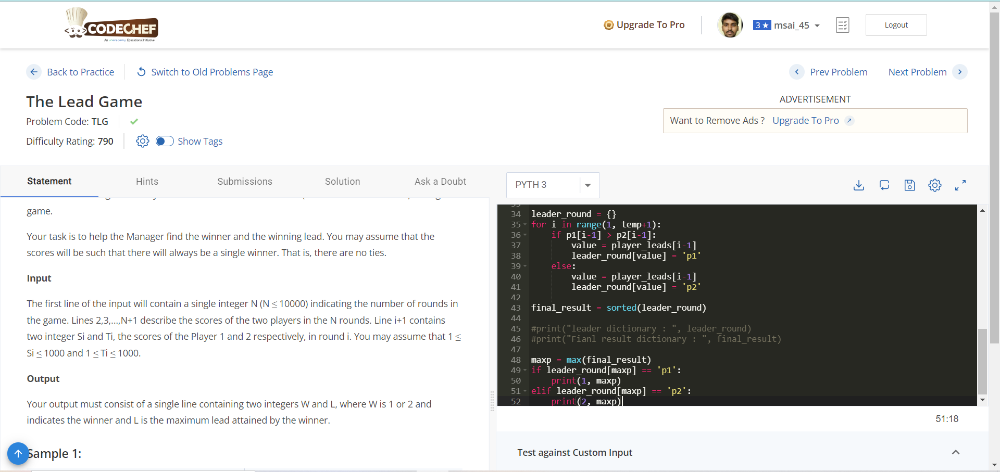 CODECHEF
An unacademy Educational Initiative
Upgrade To Pro
3★ msai_45
Logout
Back to Practice
Switch to Old Problems Page
Prev Problem
Next Problem
The Lead Game
Problem Code: TLG
Difficulty Rating: 790
Show Tags
ADVERTISEMENT
Want to Remove Ads ? Upgrade To Pro
Statement
Hints
Submissions
Solution
Ask a Doubt
game.
Your task is to help the Manager find the winner and the winning lead. You may assume that the
scores will be such that there will always be a single winner. That is, there are no ties.
Input
The first line of the input will contain a single integer N (N ≤ 10000) indicating the number of rounds in
the game. Lines 2,3,...,N+1 describe the scores of the two players in the N rounds. Line i+1 contains
two integer Si and Ti, the scores of the Player 1 and 2 respectively, in round i. You may assume that 1 ≤
Si ≤ 1000 and 1 ≤ Ti ≤ 1000.
Output
Your output must consist of a single line containing two integers W and L, where W is 1 or 2 and
indicates the winner and L is the maximum lead attained by the winner.
Sample 1:
PYTH 3
33
34 leader_round = {}
35 for i in range(1, temp+1):
36     if p1[i-1] > p2[i-1]:
37         value = player_leads[i-1]
38         leader_round[value] = 'p1'
39     else:
40         value = player_leads[i-1]
41         leader_round[value] = 'p2'
42
43 final_result = sorted(leader_round)
44
45 #print("leader dictionary : ", leader_round)
46 #print("Fianl result dictionary : ", final_result)
47
48 maxp = max(final_result)
49 if leader_round[maxp] == 'p1':
50     print(1, maxp)
51 elif leader_round[maxp] == 'p2':
52     print(2, maxp)
51:18
Test against Custom Input